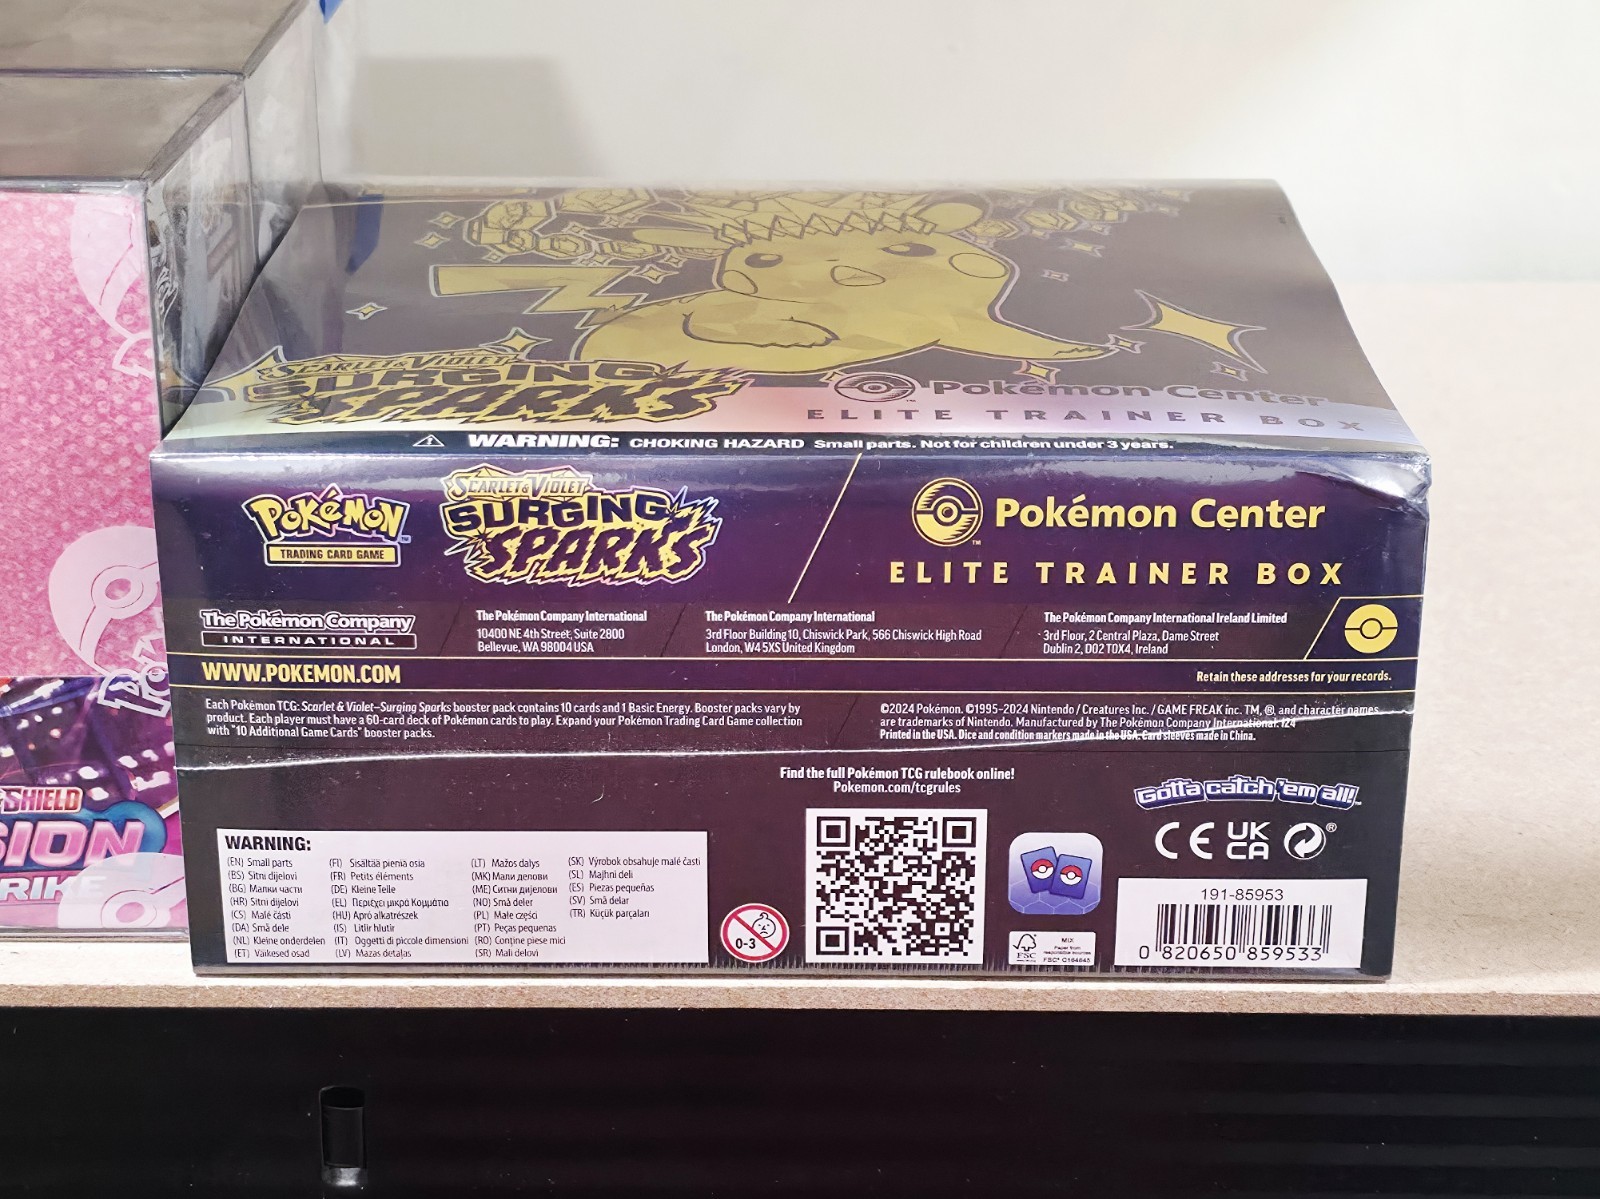 SCARLET & VIOLET
SURGING
SPARKS
Pokémon Center
ELITE TRAINER BOX
WARNING: CHOKING HAZARD Small parts. Not for children under 3 years.
POKéMON
TRADING CARD GAME
SCARLET & VIOLET
SURGING
SPARKS
Pokémon Center
ELITE TRAINER BOX
The Pokémon Company
INTERNATIONAL
The Pokémon Company International
10400 NE 4th Street, Suite 2800
Bellevue, WA 98004 USA
The Pokémon Company International
3rd Floor Building 10, Chiswick Park, 566 Chiswick High Road
London, W4 5XS United Kingdom
The Pokémon Company International Ireland Limited
3rd Floor, 2 Central Plaza, Dame Street
Dublin 2, D02 T0X4, Ireland
WWW.POKEMON.COM
Retain these addresses for your records.
Each Pokémon TCG: Scarlet & Violet—Surging Sparks booster pack contains 10 cards and 1 Basic Energy. Booster packs vary by
product. Each player must have a 60-card deck of Pokémon cards to play. Expand your Pokémon Trading Card Game collection
with "10 Additional Game Cards" booster packs.
©2024 Pokémon. ©1995–2024 Nintendo / Creatures Inc. / GAME FREAK inc. TM, ®, and character names
are trademarks of Nintendo. Manufactured by The Pokémon Company International. 124
Printed in the USA. Dice and condition markers made in the USA. Card sleeves made in China.
Find the full Pokémon TCG rulebook online!
Pokemon.com/tcgrules
Gotta catch 'em all!
CE UK
CA
®
WARNING:
(EN) Small parts
(BS) Sitni dijelovi
(BG) Малки части
(HR) Sitni dijelovi
(CS) Malé části
(DA) Små dele
(NL) Kleine onderdelen
(ET) Väikesed osad
(FI) Sisältää pieniä osia
(FR) Petits éléments
(DE) Kleine Teile
(EL) Περιέχει μικρά Κομμάτια
(HU) Apró alkatrészek
(IS) Litlir hlutir
(IT) Oggetti di piccole dimensioni
(LV) Mazas detaļas
(LT) Mažos dalys
(MK) Мали делови
(ME) Ситни дијелови
(NO) Små deler
(PL) Małe części
(PT) Peças pequenas
(RO) Conține piese mici
(SR) Mali delovi
(SK) Výrobok obsahuje malé časti
(SL) Majhni deli
(ES) Piezas pequeñas
(SV) Små delar
(TR) Küçük parçaları
0-3
FSC
MIX
Paper from
responsible sources
FSC® C164645
191-85953
0 820650 859533
SHIELD
SION
RIKE